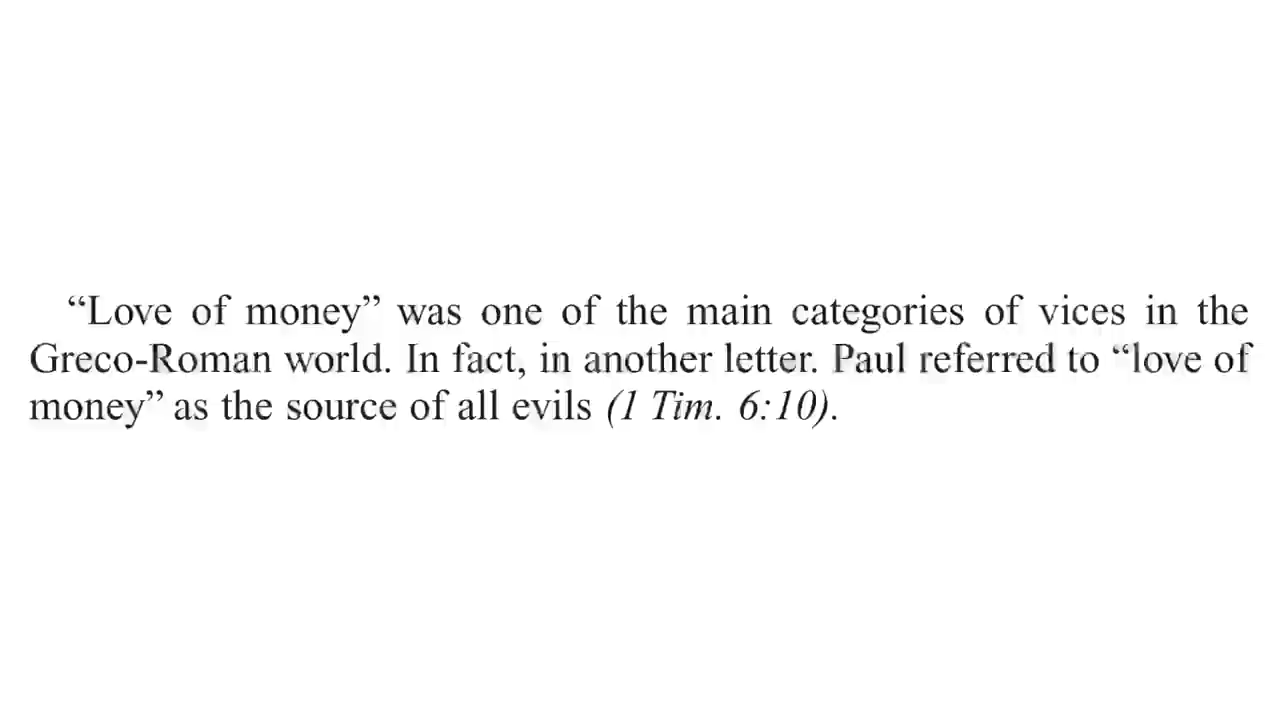 “Love of money” was one of the main categories of vices in the
Greco-Roman world. In fact, in another letter. Paul referred to “love of
money” as the source of all evils (1 Tim. 6:10).